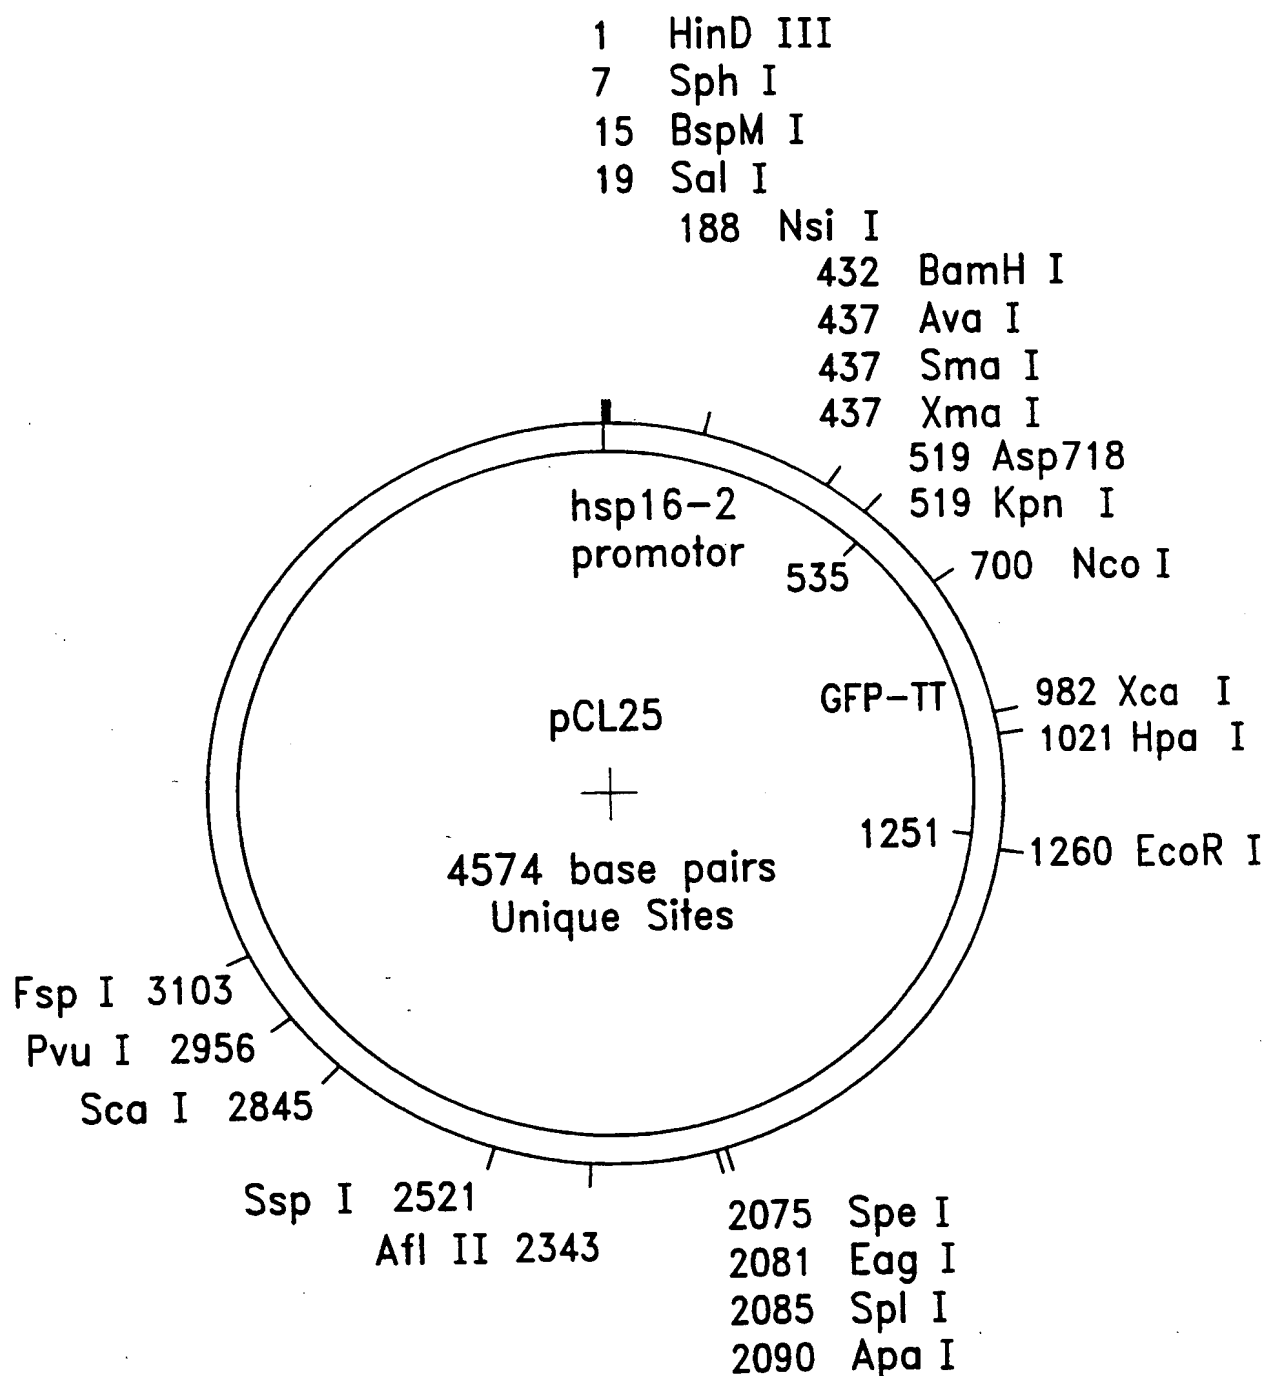 1 HinD III
7 Sph I
15 BspM I
19 Sal I
188 Nsi I
432 BamH I
437 Ava I
437 Sma I
437 Xma I
519 Asp718
519 Kpn I
hsp16-2
promotor
535
700 Nco I
GFP-TT
982 Xca I
1021 Hpa I
pCL25
1251
1260 EcoR I
4574 base pairs
Unique Sites
Fsp I 3103
Pvu I 2956
Sca I 2845
Ssp I 2521
Afl II 2343
2075 Spe I
2081 Eag I
2085 Spl I
2090 Apa I